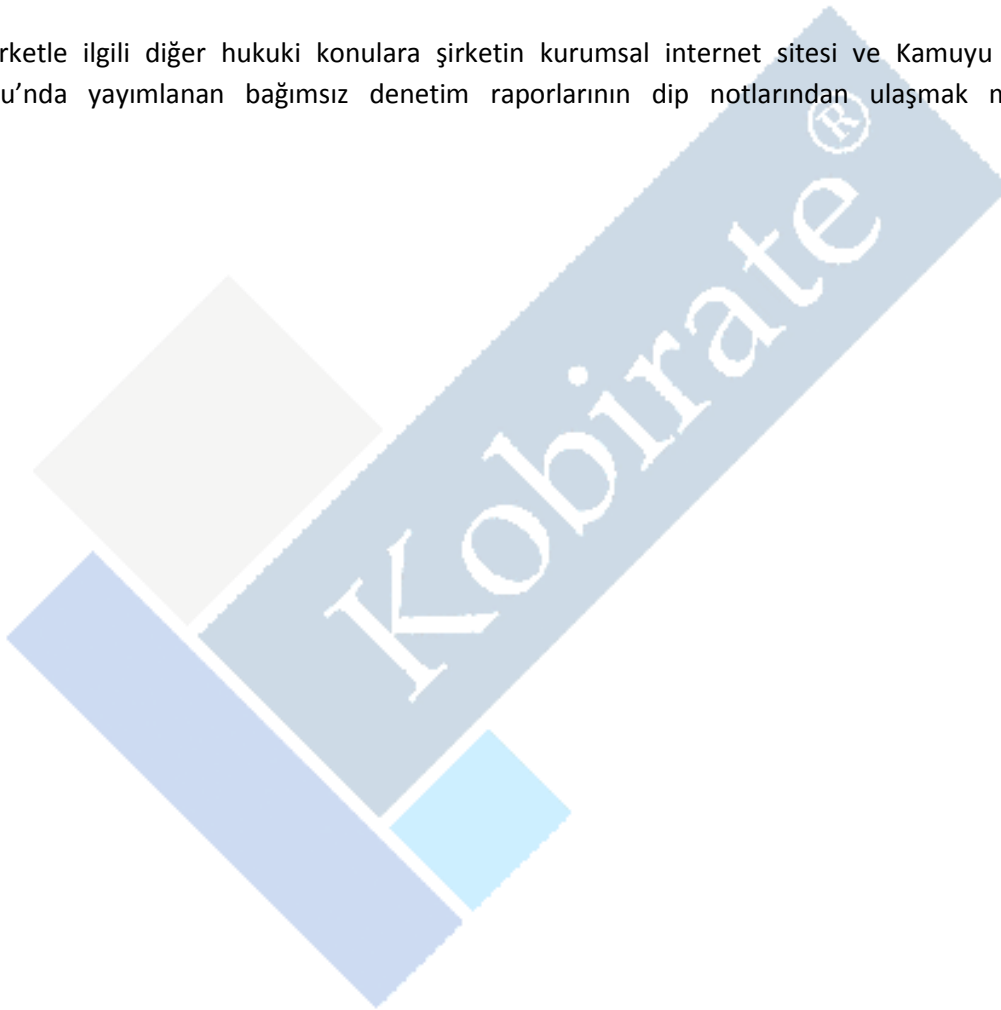 rketle ilgili diğer hukuki konulara şirketin kurumsal internet sitesi ve Kamuyu
u’nda yayımlanan bağımsız denetim raporlarının dip notlarından ulaşmak
Kobirate ®